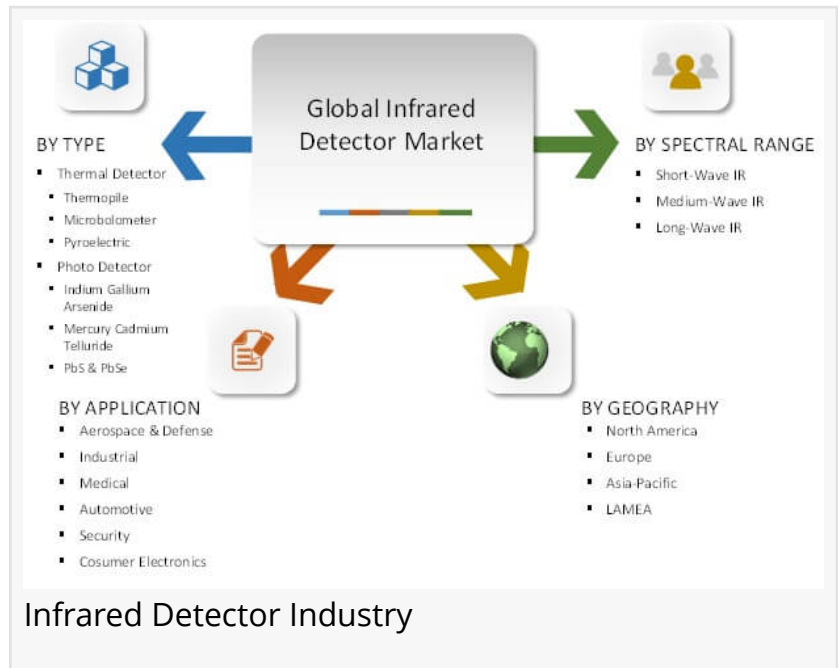 Global Infrared
Detector Market
BY TYPE
Thermal Detector
Thermopile
Microbolometer
Pyroelectric
Photo Detector
Indium Gallium
Arsenide
Mercury Cadmium
Telluride
PbS & PbSe
BY SPECTRAL RANGE
Short-Wave IR
Medium-Wave IR
Long-Wave IR
BY APPLICATION
Aerospace & Defense
Industrial
Medical
Automotive
Security
Cosumer Electronics
BY GEOGRAPHY
North America
Europe
Asia-Pacific
LAMEA
Infrared Detector Industry